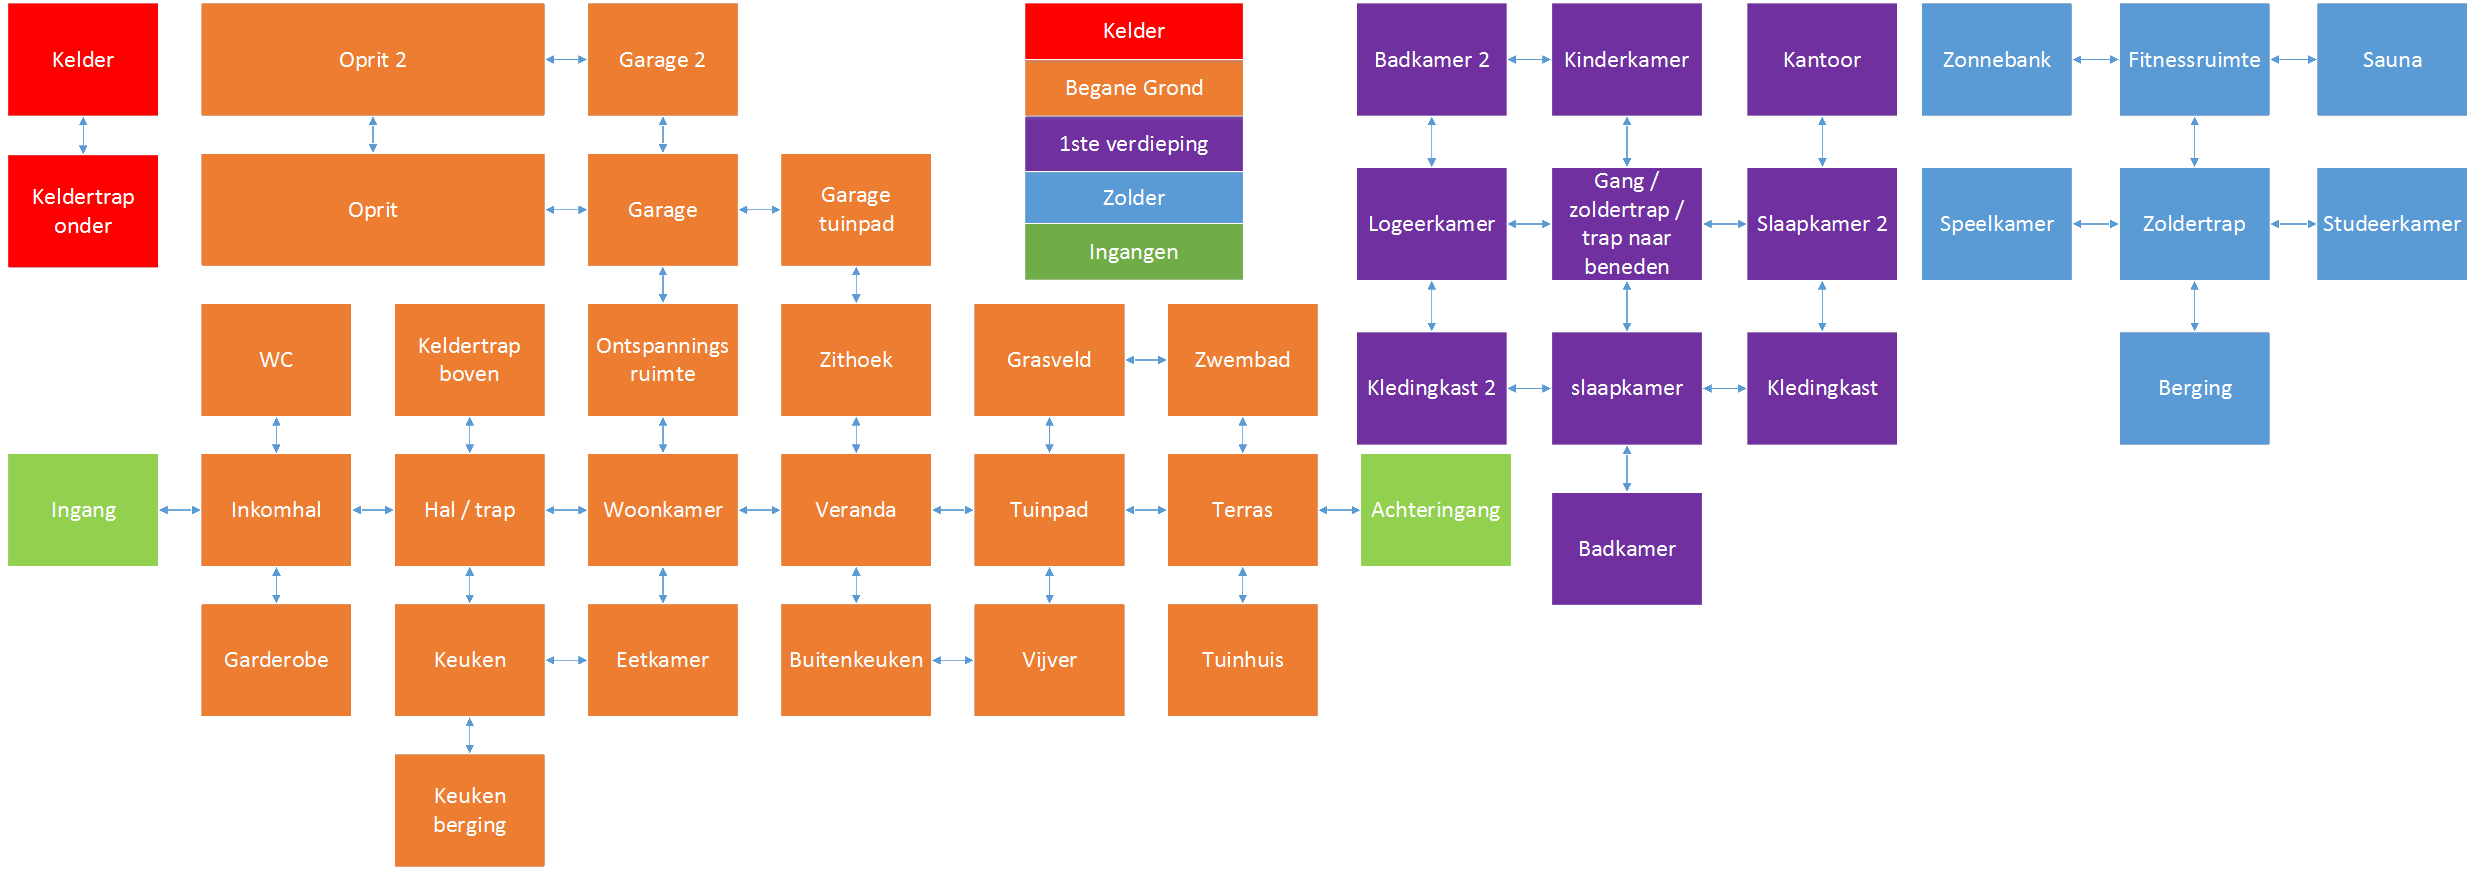 Kelder
Oprit 2
Garage 2
Kelder
Begane Grond
1ste verdieping
Zolder
Ingangen
Badkamer 2
Kinderkamer
Kantoor
Zonnebank
Fitnessruimte
Sauna
Keldertrap
onder
Oprit
Garage
Garage
tuinpad
Logeerkamer
Gang /
zoldertrap /
trap naar
beneden
Slaapkamer 2
Speelkamer
Zoldertrap
Studeerkamer
WC
Keldertrap
boven
Ontspannings
ruimte
Zithoek
Grasveld
Zwembad
Kledingkast 2
slaapkamer
Kledingkast
Berging
Ingang
Inkomhal
Hal / trap
Woonkamer
Veranda
Tuinpad
Terras
Achteringang
Badkamer
Garderobe
Keuken
Eetkamer
Buitenkeuken
Vijver
Tuinhuis
Keuken
berging